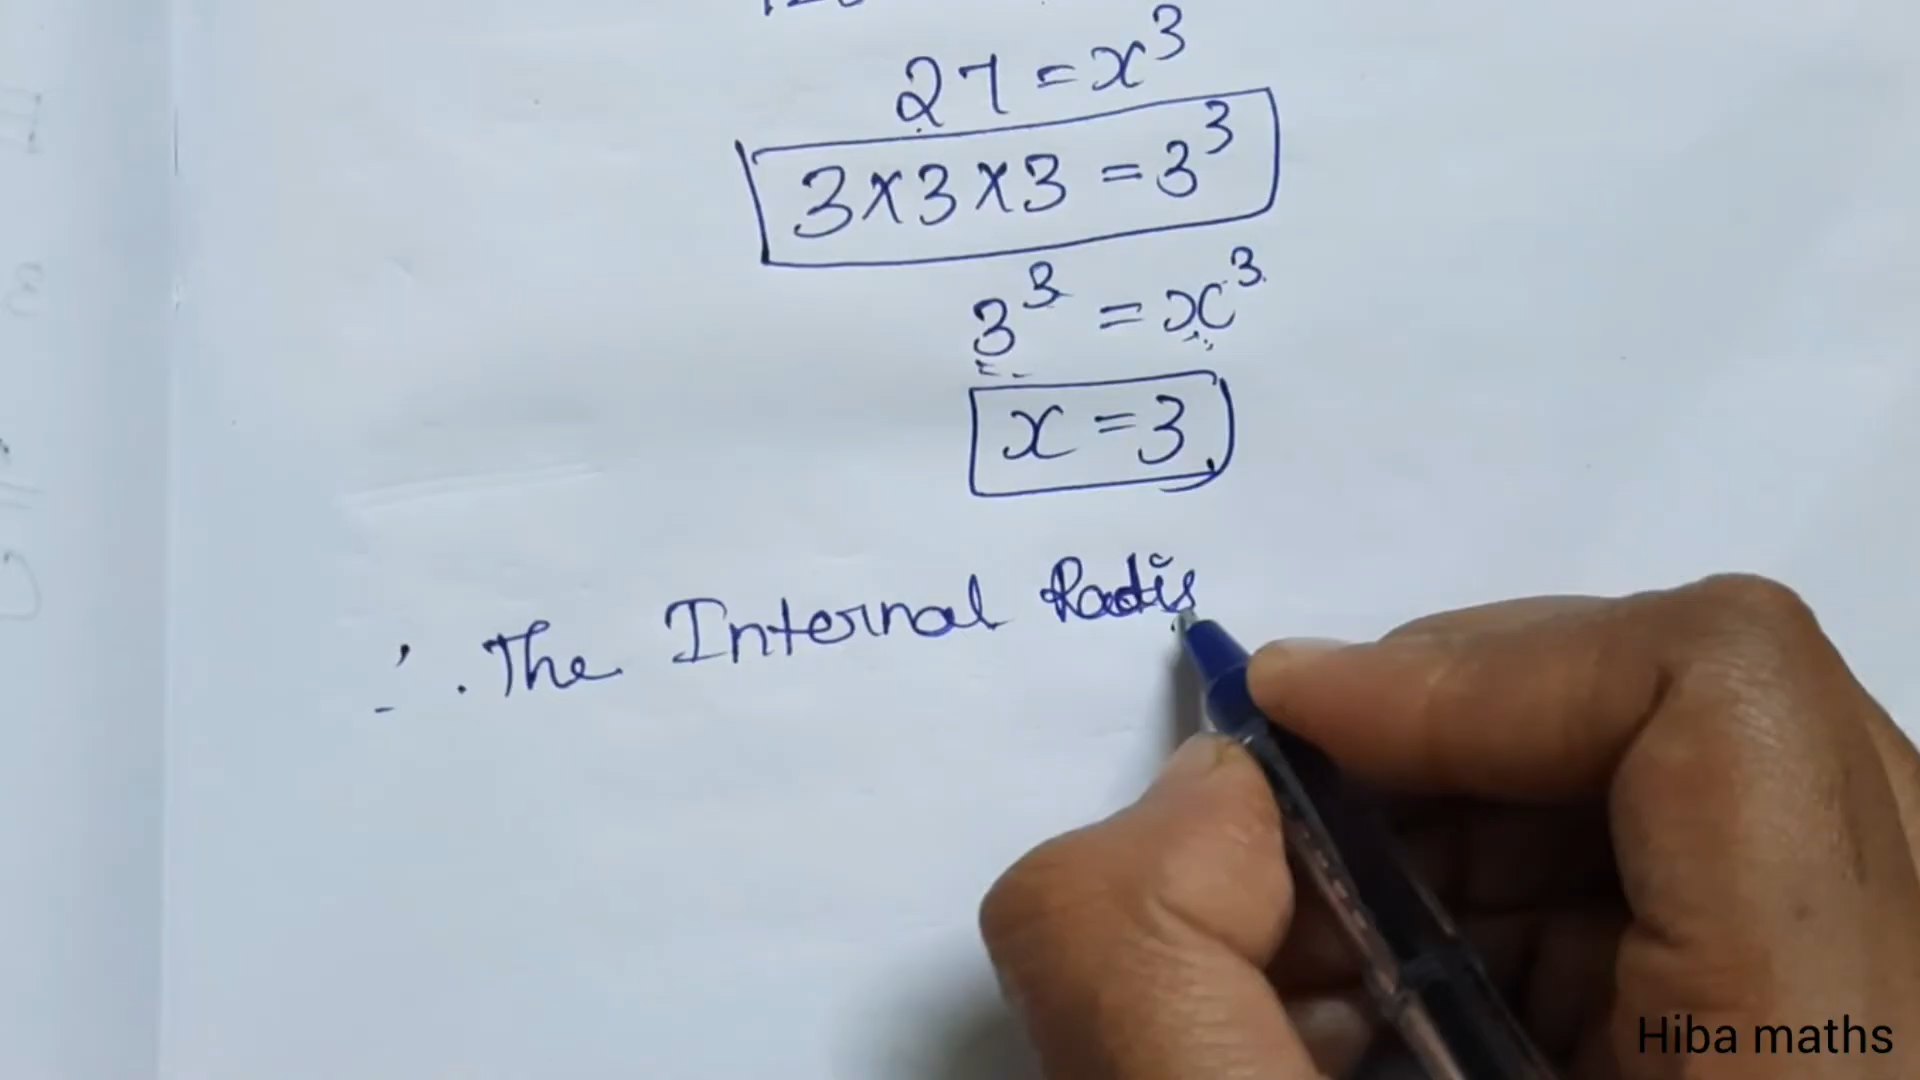 27 = x³
3×3×3 = 3³
3³ = x³
x = 3
∴ The Internal Radis
Hiba maths